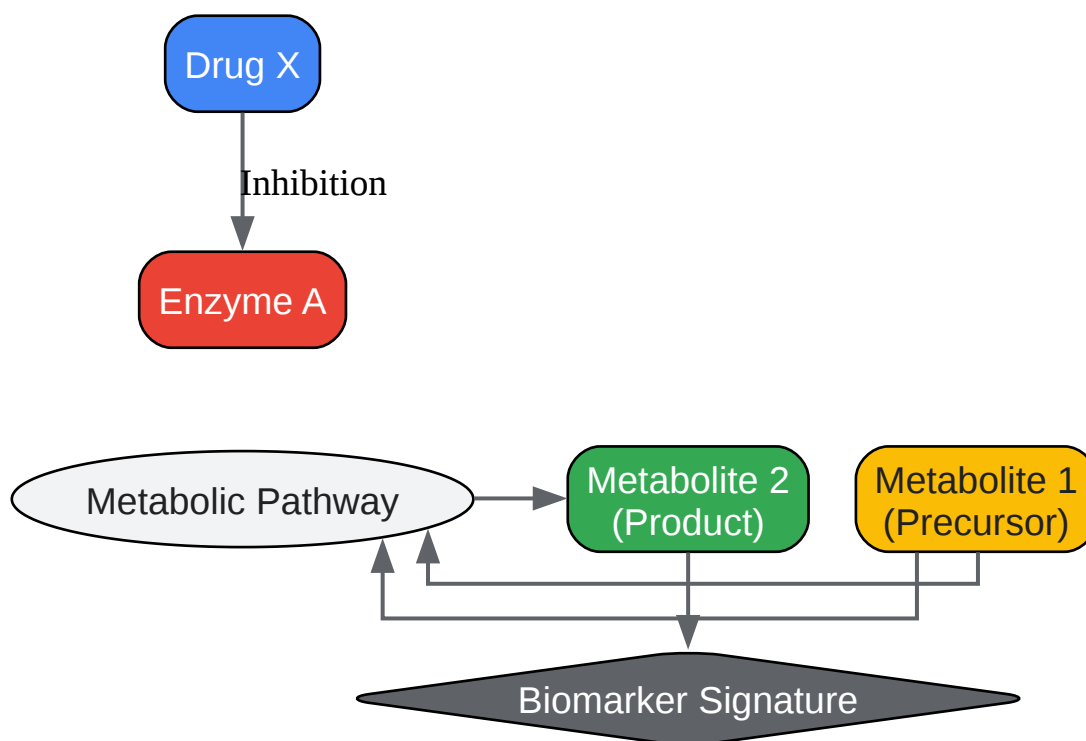 Drug X
Inhibition
Enzyme A
Metabolic Pathway
Metabolite 2
(Product)
Metabolite 1
(Precursor)
Biomarker Signature